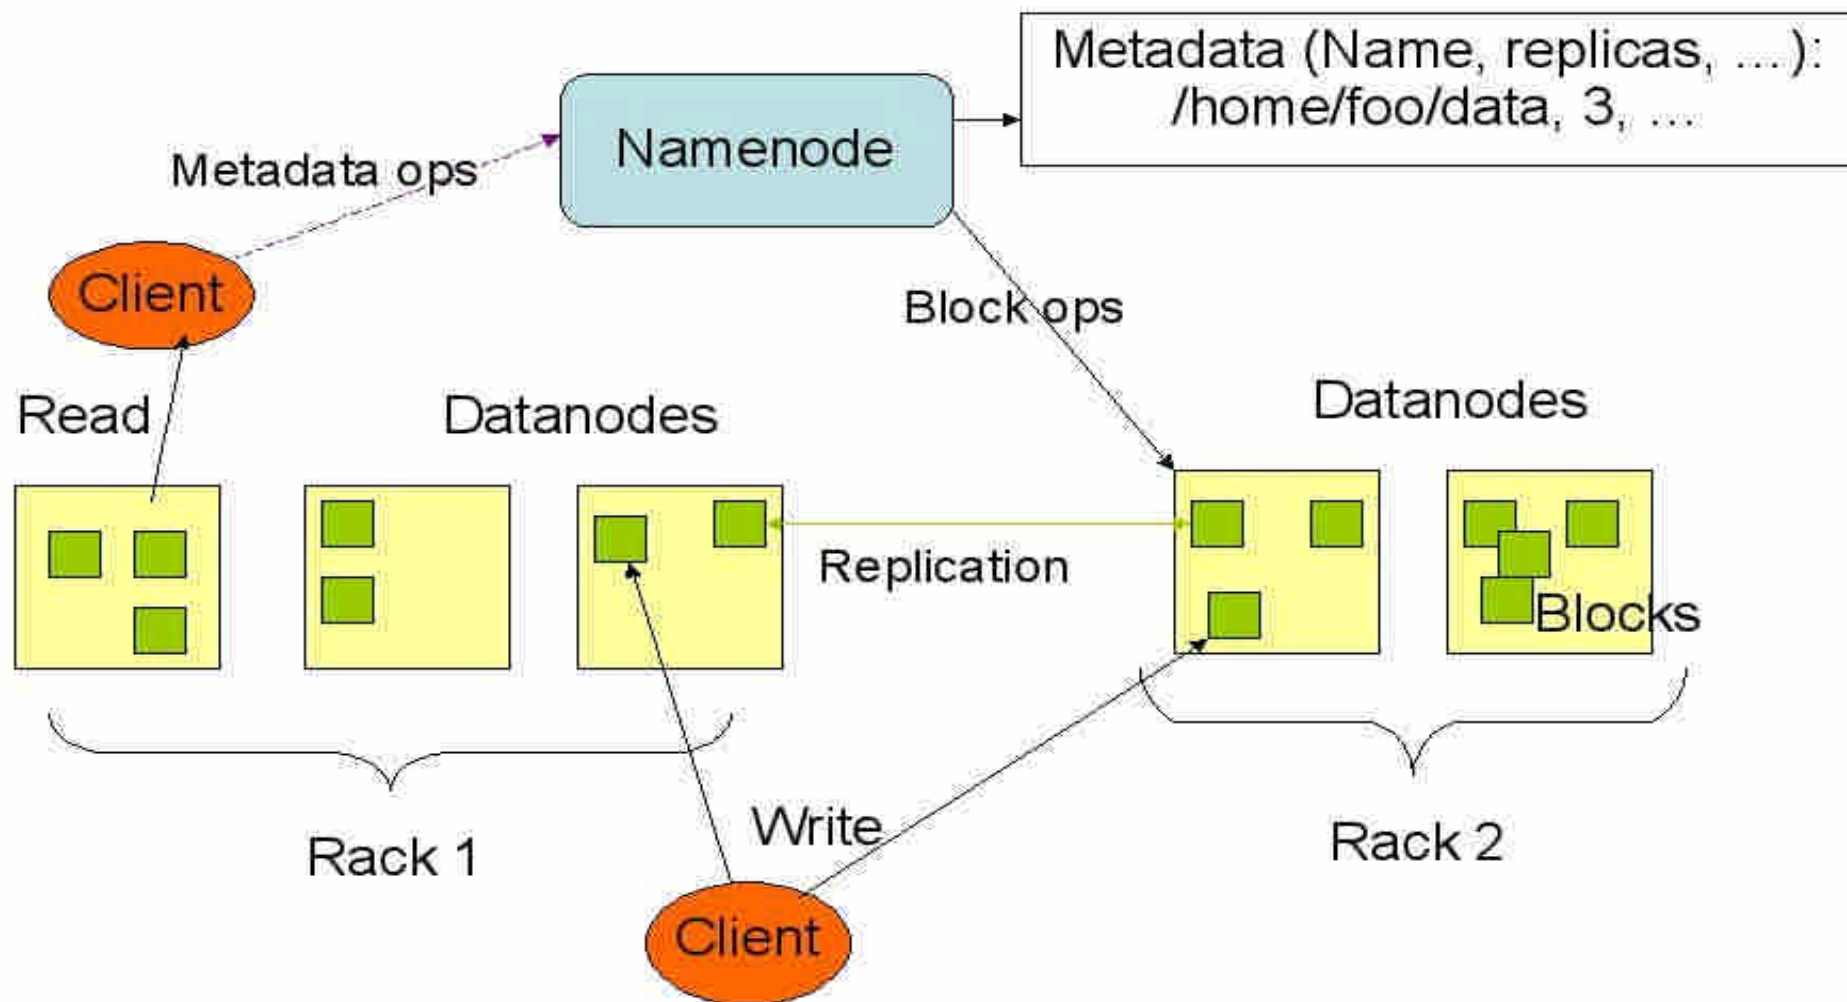 Metadata (Name, replicas, …):
/home/foo/data, 3, …
Namenode
Metadata ops
Client
Block ops
Read
Datanodes
Datanodes
Replication
Blocks
Rack 1
Write
Rack 2
Client